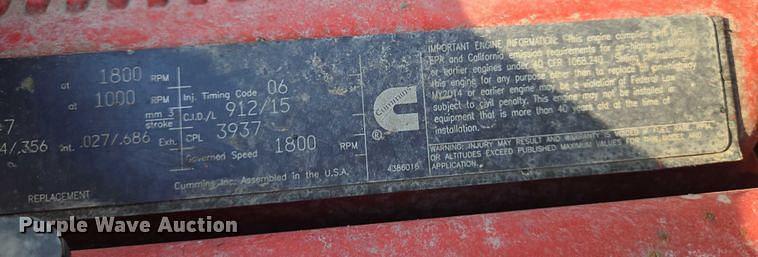 at 1800 RPM
at 1000 RPM
mm 3
stroke
-7
4/.356 Int. .027/.686 Exh.
Inj. Timing Code 06
C.I.D./L 912/15
CPL 3937
Governed Speed 1800 RPM
REPLACEMENT
Cummins Inc. Assembled in the U.S.A.
Cummins
®
4386016
IMPORTANT ENGINE INFORMATION: This engine complies with
EPA and California emissions requirements for
or earlier engines under 40 CFR 1068.240.
this engine for any purpose other than to replace a
MY2014 or earlier engine may be a violation of Federal Law
subject to civil penalty. This engine may not be installed in
equipment that is more than 40 years old at the time of
installation.
WARNING: INJURY MAY RESULT AND WARRANTY IS VOIDED IF FUEL RATE, RPM,
OR ALTITUDES EXCEED PUBLISHED MAXIMUM VALUES FOR THIS MODEL AND
APPLICATION.
Purple Wave Auction